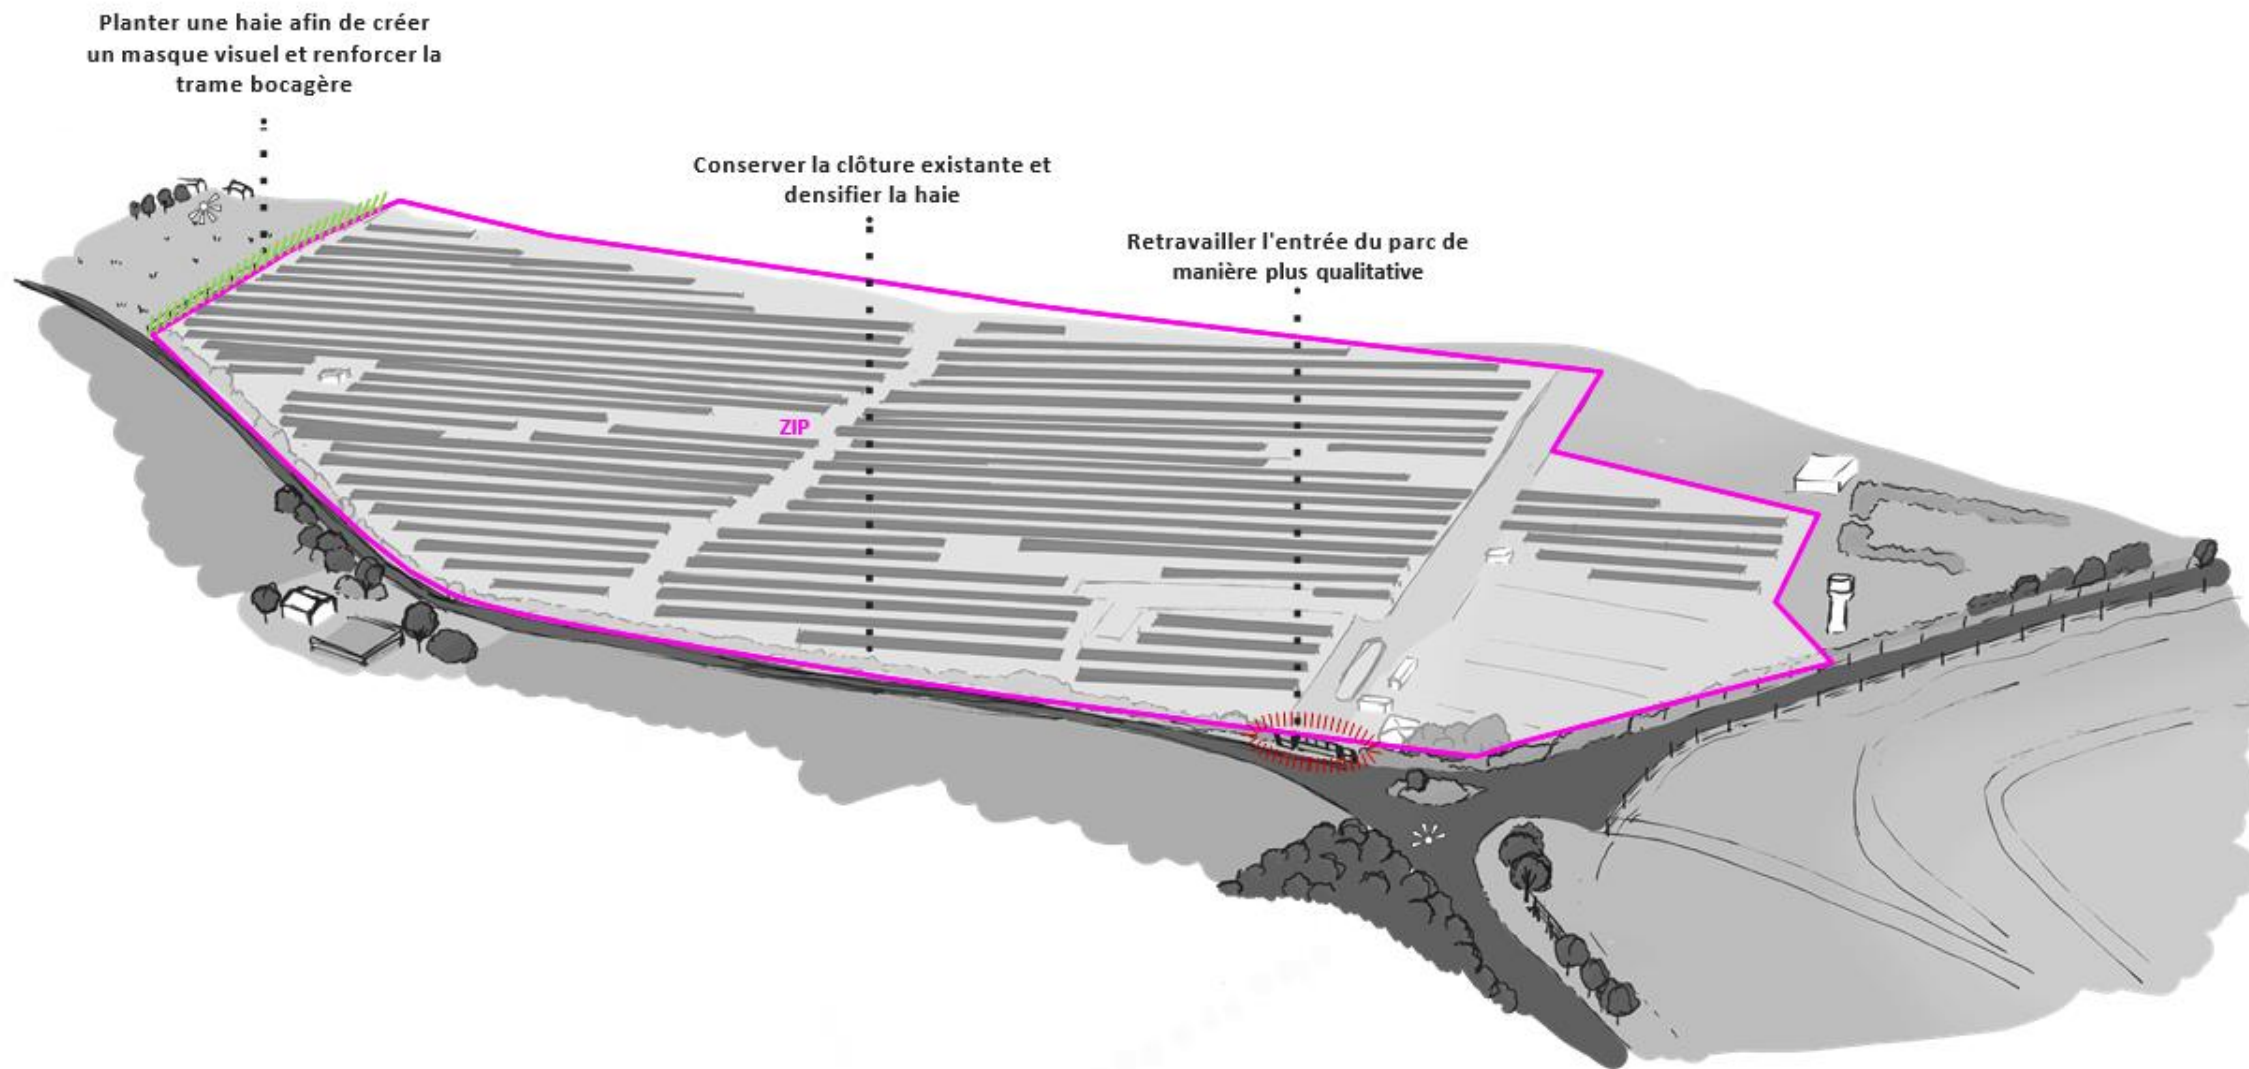 Planter une haie afin de créer
un masque visuel et renforcer la
trame bocagère
Conserver la clôture existante et
densifier la haie
Retravailler l'entrée du parc de
manière plus qualitative
ZIP